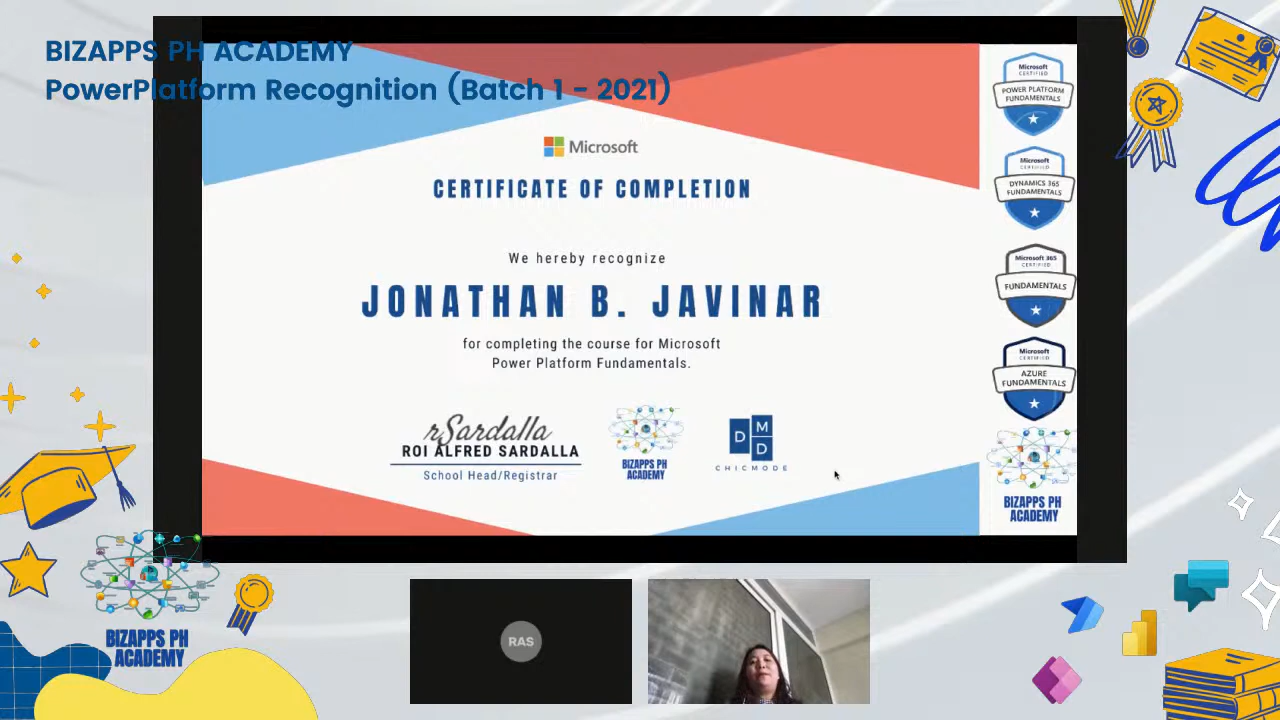 BIZAPPS PH ACADEMY
PowerPlatform Recognition (Batch 1 - 2021)
Microsoft
CERTIFICATE OF COMPLETION
We hereby recognize
JONATHAN B. JAVINAR
for completing the course for Microsoft
Power Platform Fundamentals.
rSardalla
ROI ALFRED SARDALLA
School Head/Registrar
BIZAPPS PH
ACADEMY
D M
D
CHICMODE
Microsoft
CERTIFIED
POWER PLATFORM
FUNDAMENTALS
Microsoft
CERTIFIED
DYNAMICS 365
FUNDAMENTALS
Microsoft 365
CERTIFIED
FUNDAMENTALS
Microsoft
CERTIFIED
AZURE
FUNDAMENTALS
BIZAPPS PH
ACADEMY
BIZAPPS PH
ACADEMY
RAS